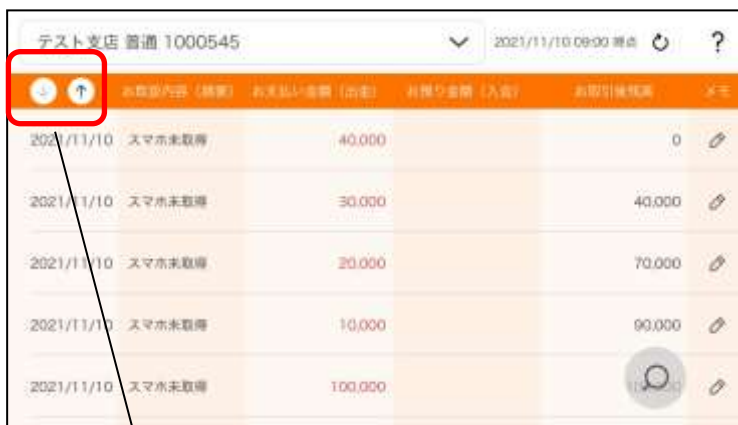 テスト支店 普通 1000545 2021/11/10 09:00 時点 ?
↓ ↑ お取扱内容(摘要) お支払い金額(出金) お預り金額(入金) お取引後残高 メモ
2021/11/10 スマホ未取得 40,000 0
2021/11/10 スマホ未取得 30,000 40,000
2021/11/10 スマホ未取得 20,000 70,000
2021/11/10 スマホ未取得 10,000 90,000
2021/11/10 スマホ未取得 100,000